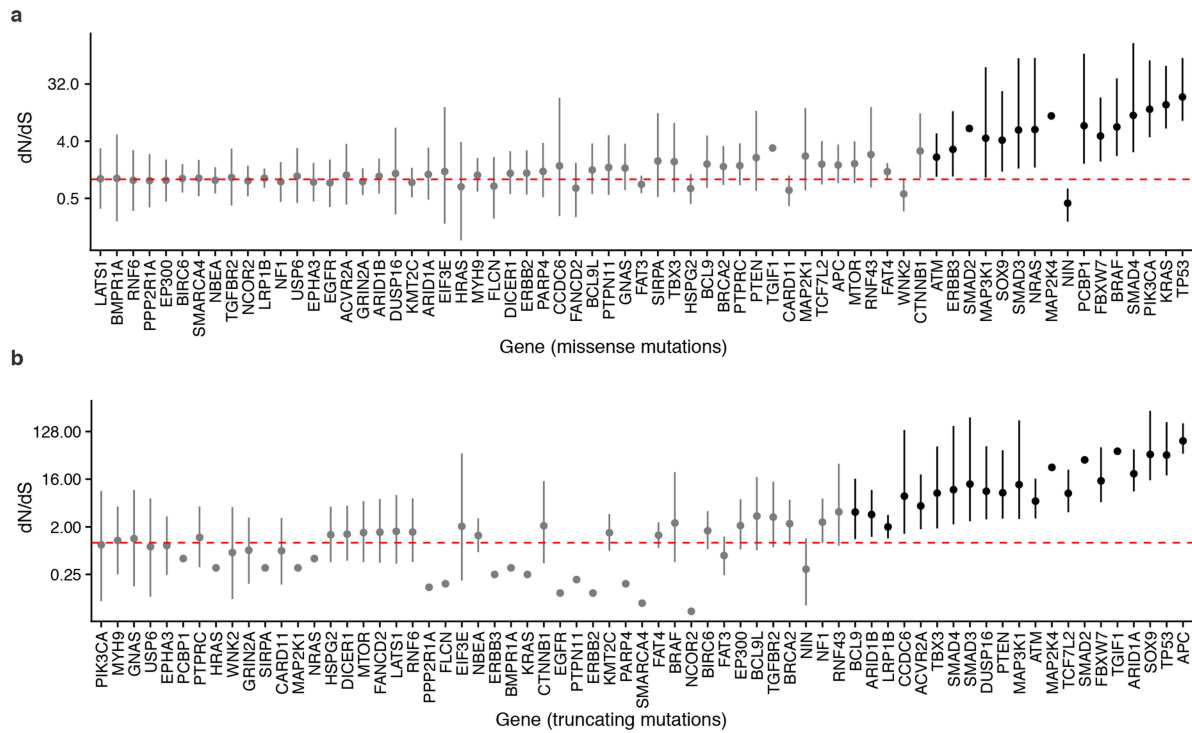 a
dN/dS
32.0
4.0
0.5
LATS1 BMPR1A RNF6 PPP2R1A EP300 BIRC6 SMARCA4 NBEA TGFBR2 NCOR2 LRP1B NF1 USP6 EPHA3 EGFR ACVR2A GRIN2A ARID1B DUSP16 KMT2C ARID1A EIF3E HRAS MYH9 FLCN DICER1 ERBB2 PARP4 CCDC6 FANCD2 BCL9L PTPN11 GNAS FAT3 SIRPA TBX3 HSPG2 BCL9 BRCA2 PTPRC PTEN TGIF1 CARD11 MAP2K1 TCF7L2 APC MTOR RNF43 FAT4 WNK2 CTNNB1 ATM ERBB3 SMAD2 MAP3K1 SOX9 SMAD3 NRAS MAP2K4 NIN PCBP1 FBXW7 BRAF SMAD4 PIK3CA KRAS TP53
Gene (missense mutations)
b
dN/dS
128.00
16.00
2.00
0.25
PIK3CA MYH9 GNAS USP6 EPHA3 PCBP1 PTPRC HRAS WNK2 GRIN2A SIRPA CARD11 MAP2K1 NRAS HSPG2 DICER1 MTOR FANCD2 LATS1 RNF6 PPP2R1A FLCN EIF3E NBEA ERBB3 BMPR1A KRAS CTNNB1 EGFR PTPN11 ERBB2 KMT2C PARP4 SMARCA4 FAT4 BRAF NCOR2 BIRC6 FAT3 EP300 BCL9L TGFBR2 BRCA2 NIN NF1 RNF43 BCL9 ARID1B LRP1B CCDC6 ACVR2A TBX3 SMAD4 SMAD3 DUSP16 PTEN MAP3K1 ATM MAP2K4 TCF7L2 SMAD2 FBXW7 TGIF1 ARID1A SOX9 TP53 APC
Gene (truncating mutations)